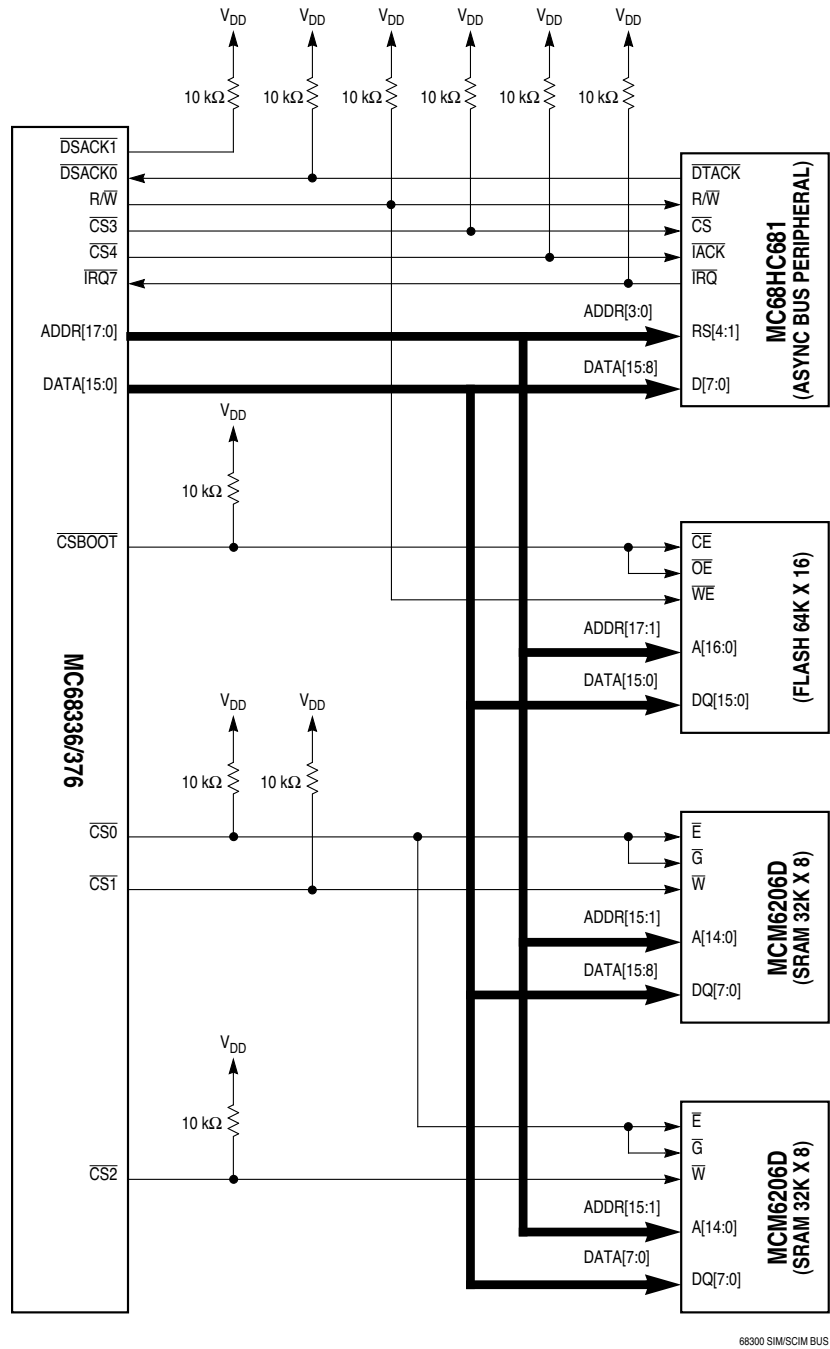 VDD VDD VDD VDD VDD VDD
10 kΩ 10 kΩ 10 kΩ 10 kΩ 10 kΩ 10 kΩ
DSACK1
DSACK0
R/W
CS3
CS4
IRQ7
ADDR[17:0]
DATA[15:0]
DTACK
R/W
CS
IACK
IRQ
ADDR[3:0]
RS[4:1]
DATA[15:8]
D[7:0]
MC68HC681
(ASYNC BUS PERIPHERAL)
VDD
10 kΩ
CSBOOT
CE
OE
WE
ADDR[17:1]
A[16:0]
DATA[15:0]
DQ[15:0]
(FLASH 64K X 16)
MC68336/376
VDD VDD
10 kΩ 10 kΩ
CS0
CS1
E
G
W
ADDR[15:1]
A[14:0]
DATA[15:8]
DQ[7:0]
MCM6206D
(SRAM 32K X 8)
VDD
10 kΩ
CS2
E
G
W
ADDR[15:1]
A[14:0]
DATA[7:0]
DQ[7:0]
MCM6206D
(SRAM 32K X 8)
68300 SIM/SCIM BUS